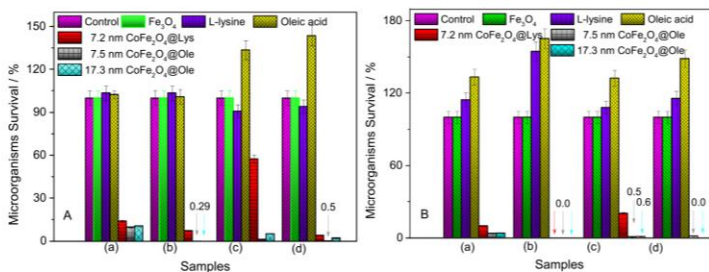 Control Fe₃O₄ L-lysine Oleic acid
7.2 nm CoFe₂O₄@Lys
7.5 nm CoFe₂O₄@Ole
17.3 nm CoFe₂O₄@Ole
Microorganisms Survival / %
150
120
90
60
30
0
A
0.29
0.5
(a) (b) (c) (d)
Samples
Control Fe₃O₄ L-lysine Oleic acid
7.2 nm CoFe₂O₄@Lys 7.5 nm CoFe₂O₄@Ole
17.3 nm CoFe₂O₄@Ole
Microorganisms Survival / %
180
120
60
0
B
0.0
0.5
0.6
0.0
(a) (b) (c) (d)
Samples